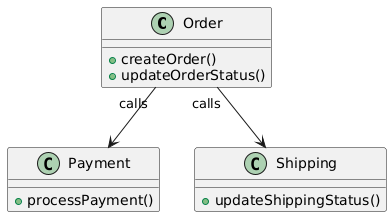 C Order
createOrder()
updateOrderStatus()
calls
calls
C Payment
processPayment()
C Shipping
updateShippingStatus()